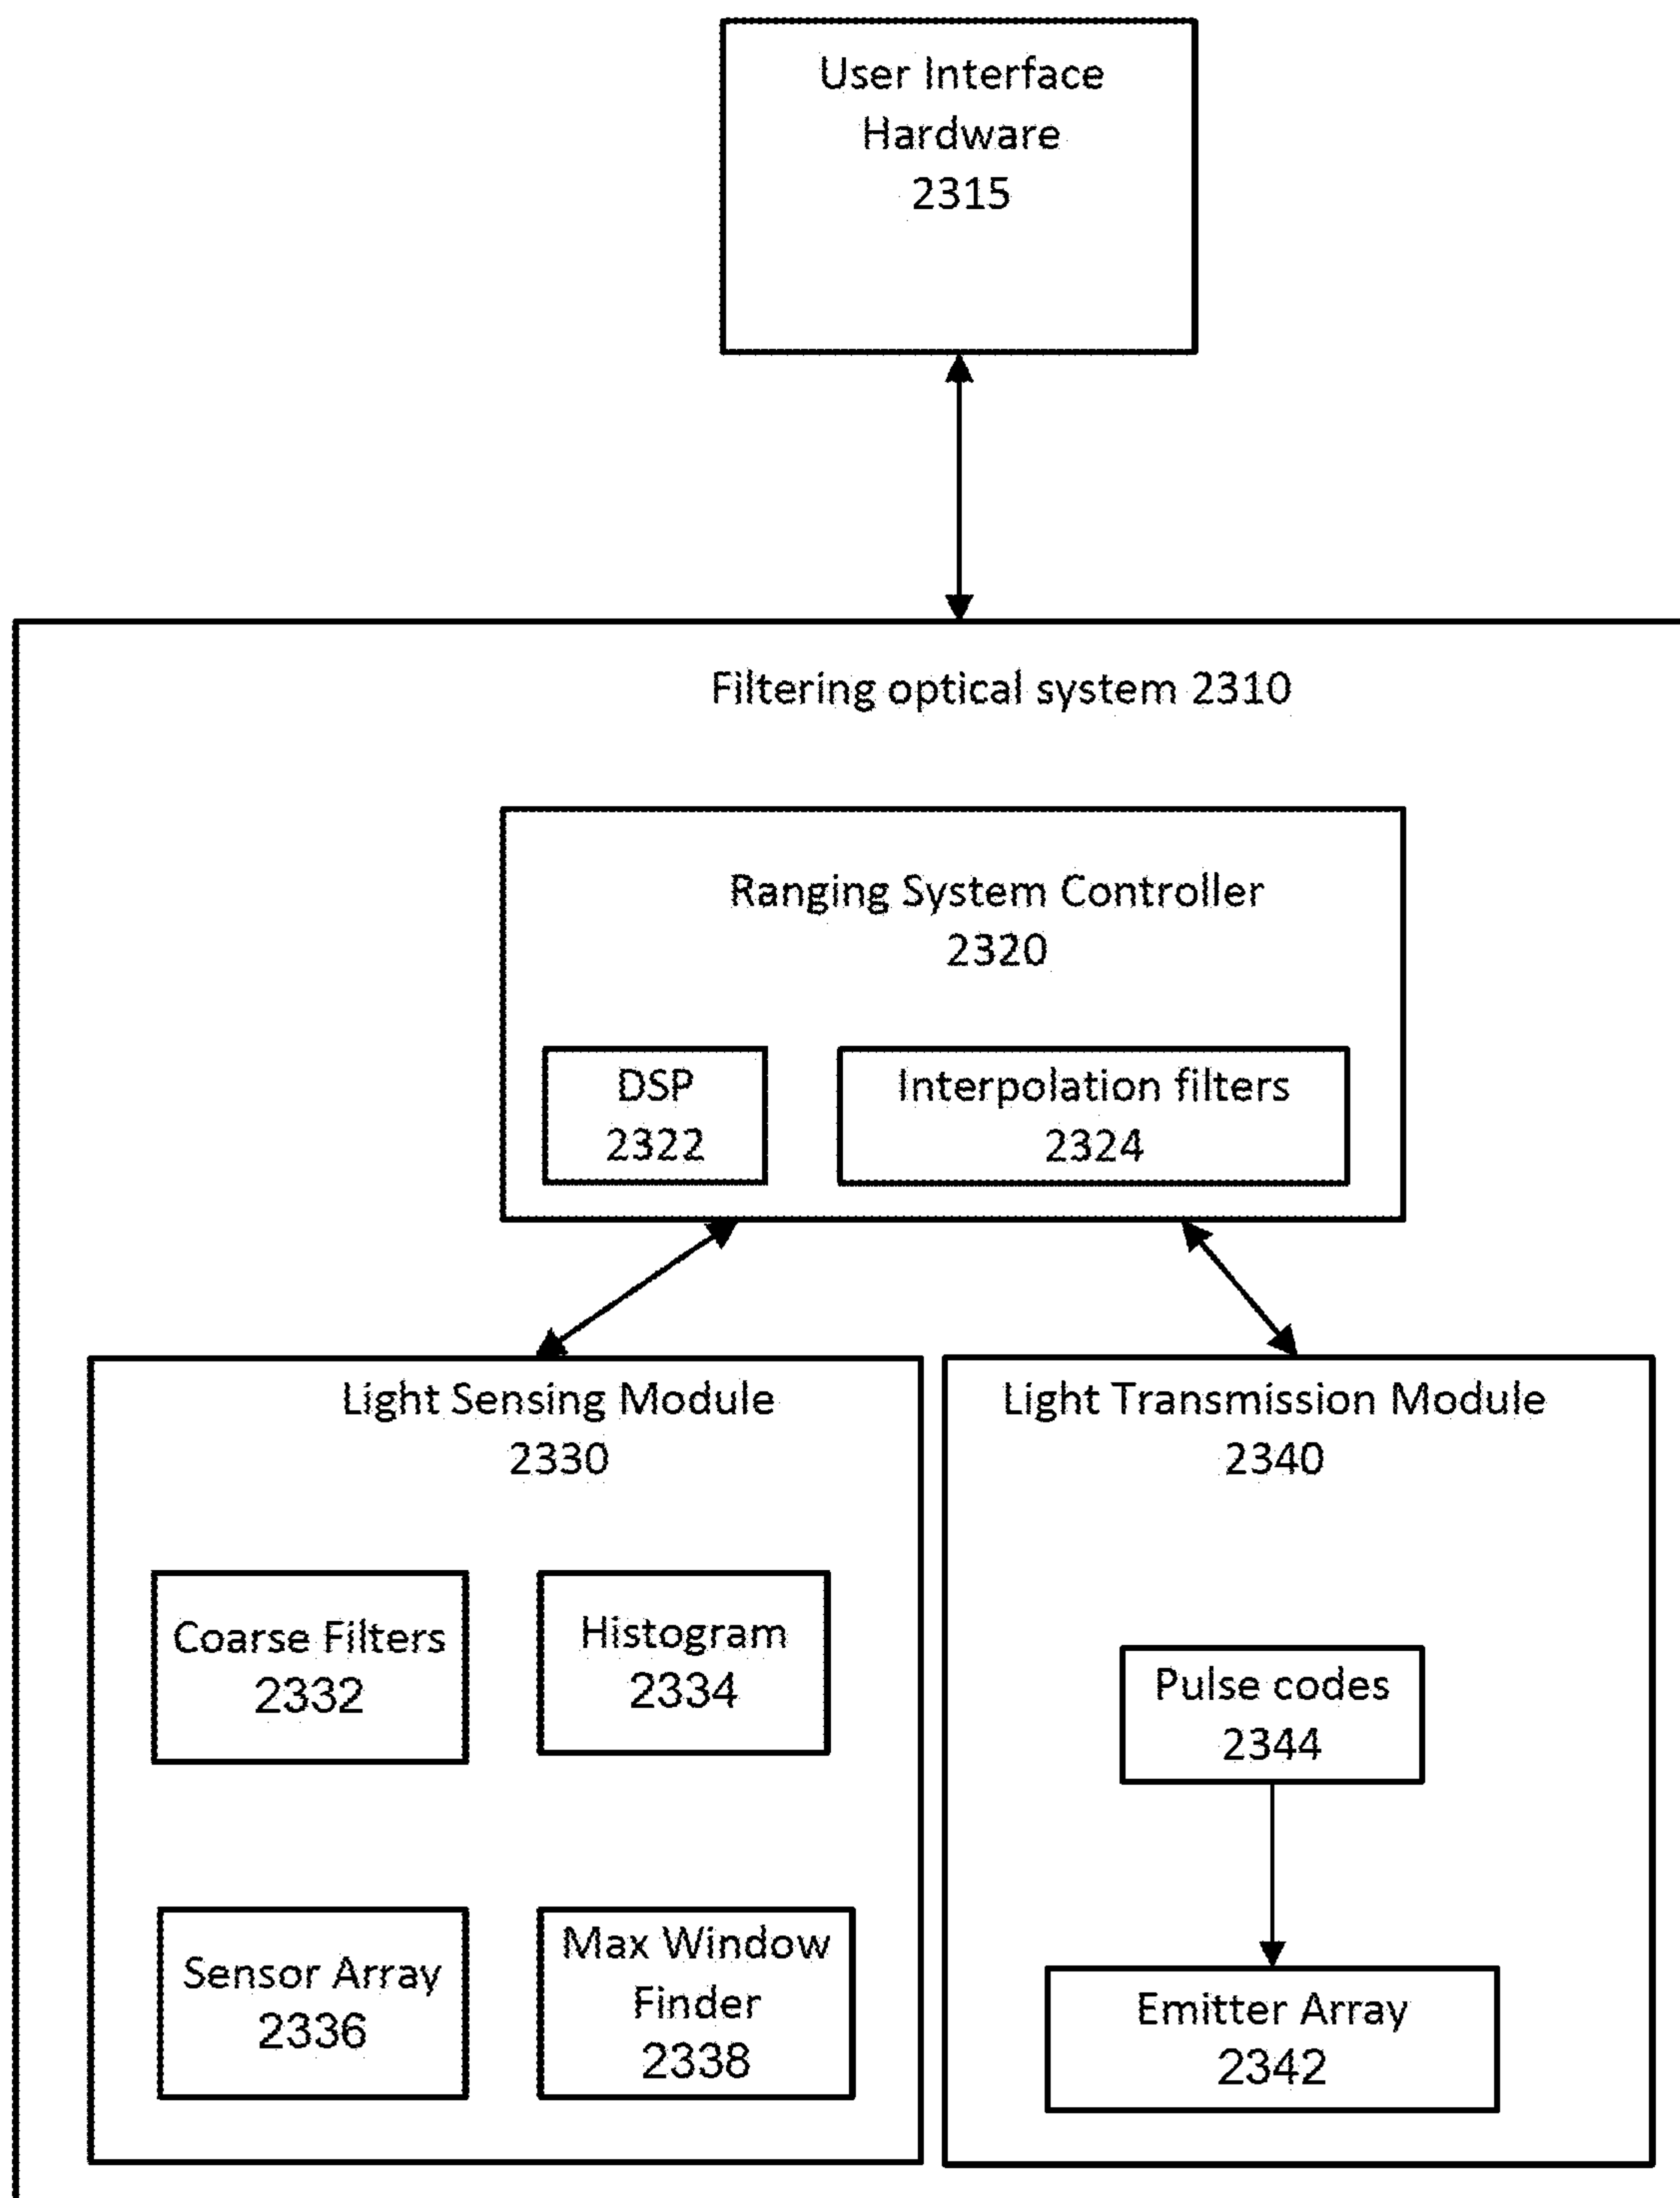 User Interface
Hardware
2315
Filtering optical system 2310
Ranging System Controller
2320
DSP
2322
Interpolation filters
2324
Light Sensing Module
2330
Coarse Filters
2332
Histogram
2334
Sensor Array
2336
Max Window
Finder
2338
Light Transmission Module
2340
Pulse codes
2344
Emitter Array
2342